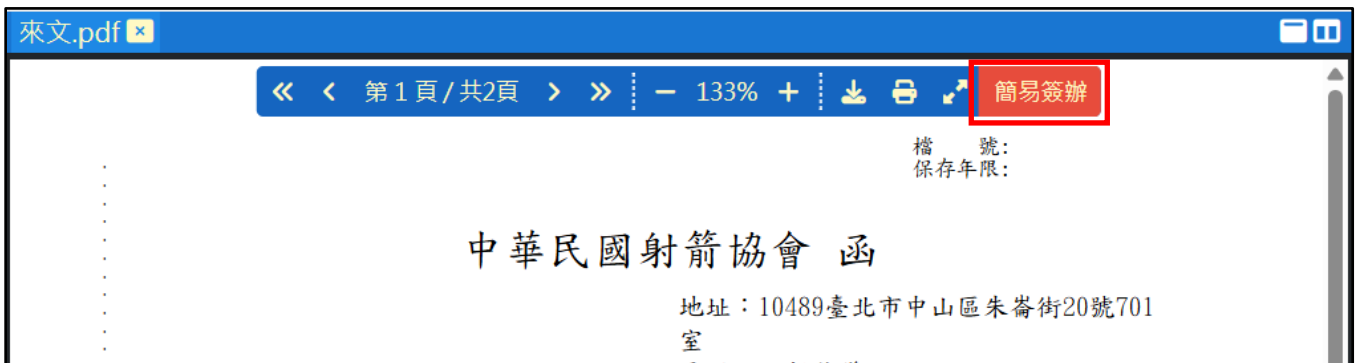 來文.pdf
第 1 頁 / 共2頁 133% 簡易簽辦
檔 號:
保存年限:
中華民國射箭協會 函
地址：10489臺北市中山區朱崙街20號701
室